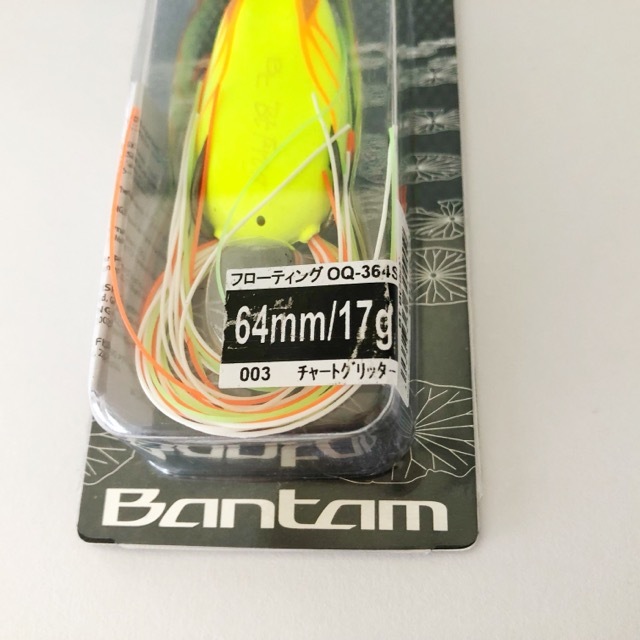 フローティング OQ-364S
64mm/17g
003 チャートグリッター
Bantam